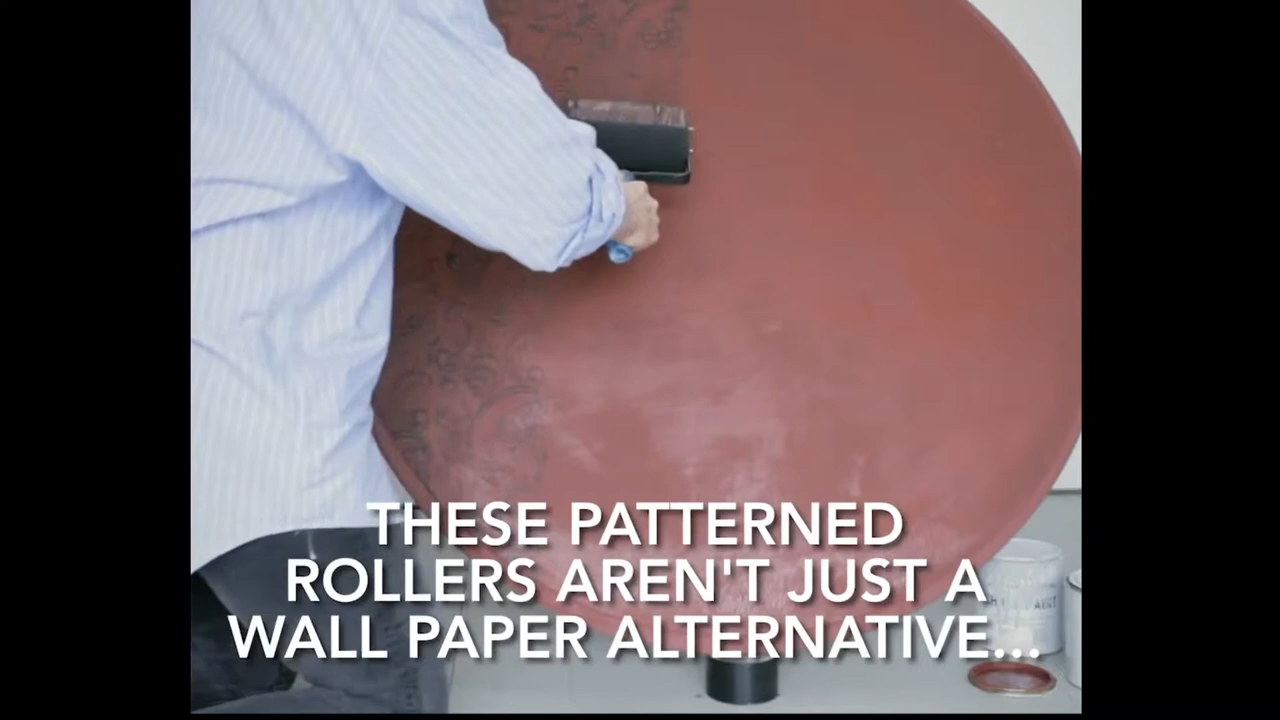 THESE PATTERNED
ROLLERS AREN'T JUST A
WALL PAPER ALTERNATIVE...